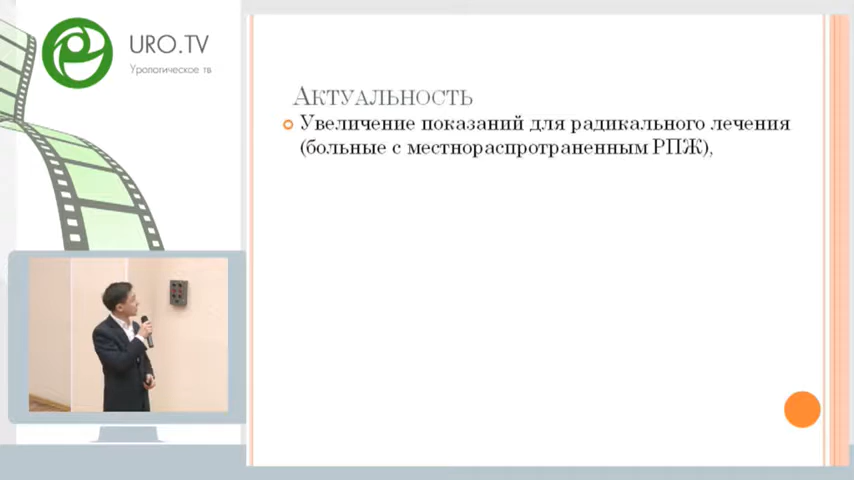 URO.TV
Урологическое тв
Актуальность
Увеличение показаний для радикального лечения
(больные с местнораспротраненным РПЖ),